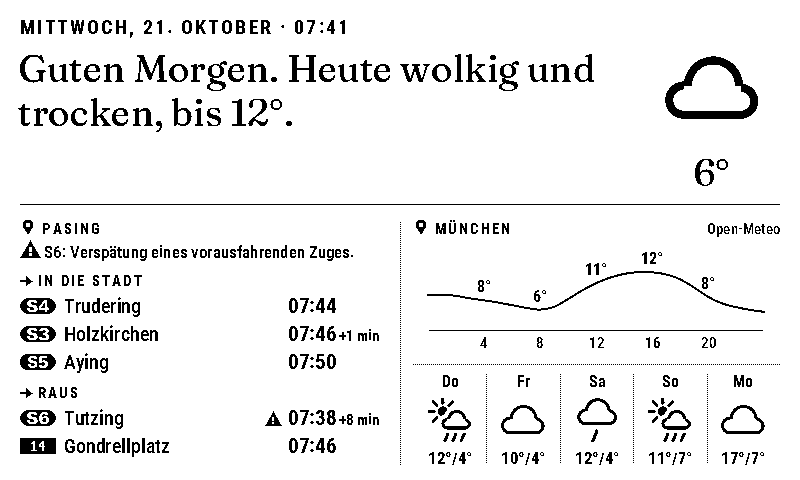 MITTWOCH, 21. OKTOBER · 07:41
Guten Morgen. Heute wolkig und
trocken, bis 12°.
6°
PASING
S6: Verspätung eines vorausfahrenden Zuges.
→ IN DIE STADT
S4 Trudering 07:44
S3 Holzkirchen 07:46 +1 min
S5 Aying 07:50
→ RAUS
S6 Tutzing 07:38 +8 min
14 Gondrellplatz 07:46
MÜNCHEN Open-Meteo
8° 6° 11° 12° 8°
4 8 12 16 20
Do Fr Sa So Mo
12°/4° 10°/4° 12°/4° 11°/7° 17°/7°